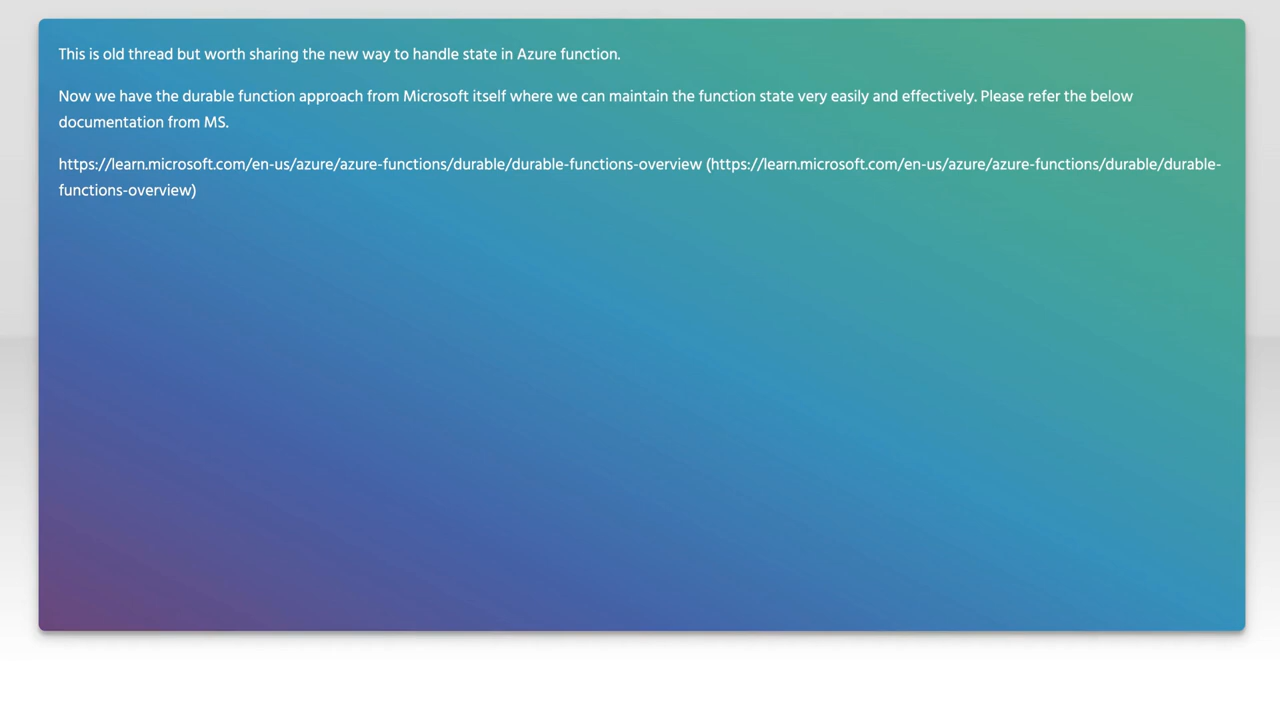 This is old thread but worth sharing the new way to handle state in Azure function.
Now we have the durable function approach from Microsoft itself where we can maintain the function state very easily and effectively. Please refer the below
documentation from MS.
https://learn.microsoft.com/en-us/azure/azure-functions/durable/durable-functions-overview (https://learn.microsoft.com/en-us/azure/azure-functions/durable/durable-
functions-overview)